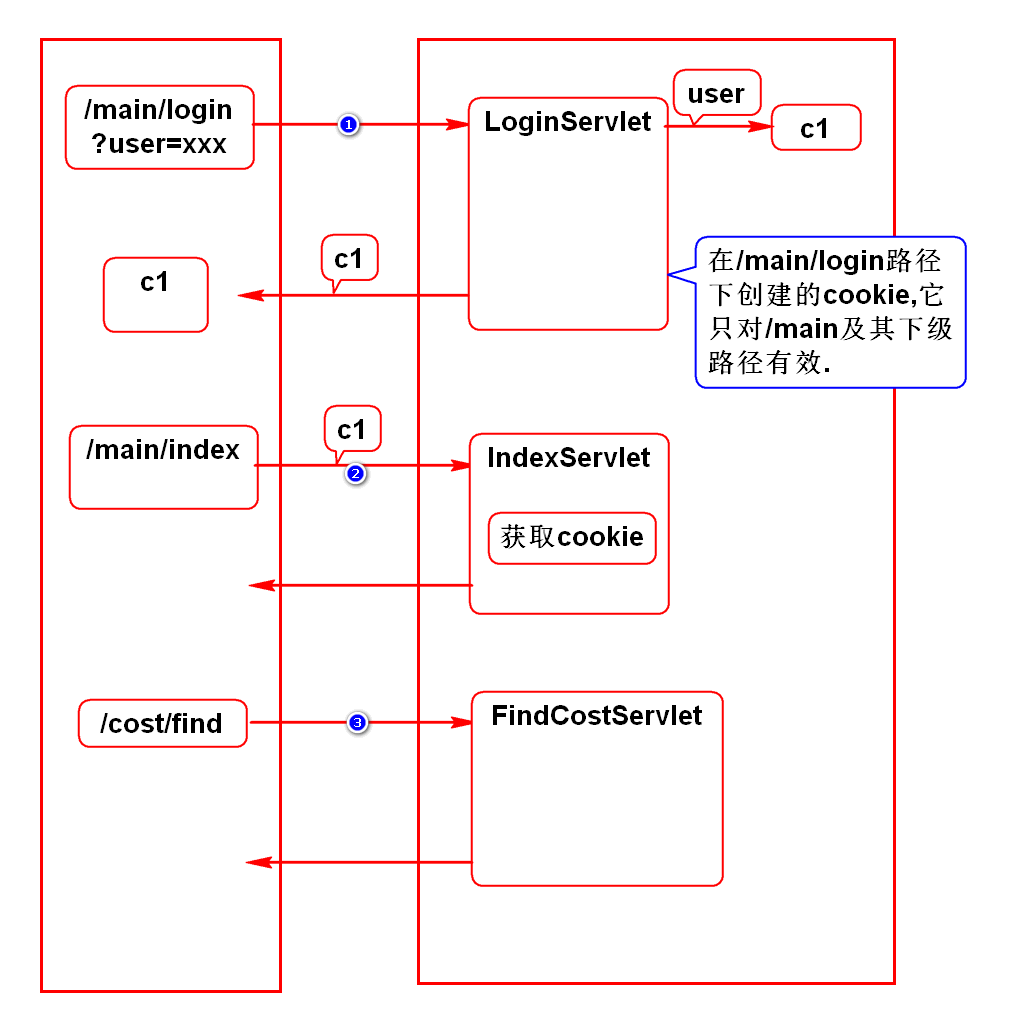 /main/login
?user=xxx
1
LoginServlet
user
c1
c1
c1
在/main/login路径
下创建的cookie,它
只对/main及其下级
路径有效.
/main/index
c1
2
IndexServlet
获取cookie
/cost/find
3
FindCostServlet